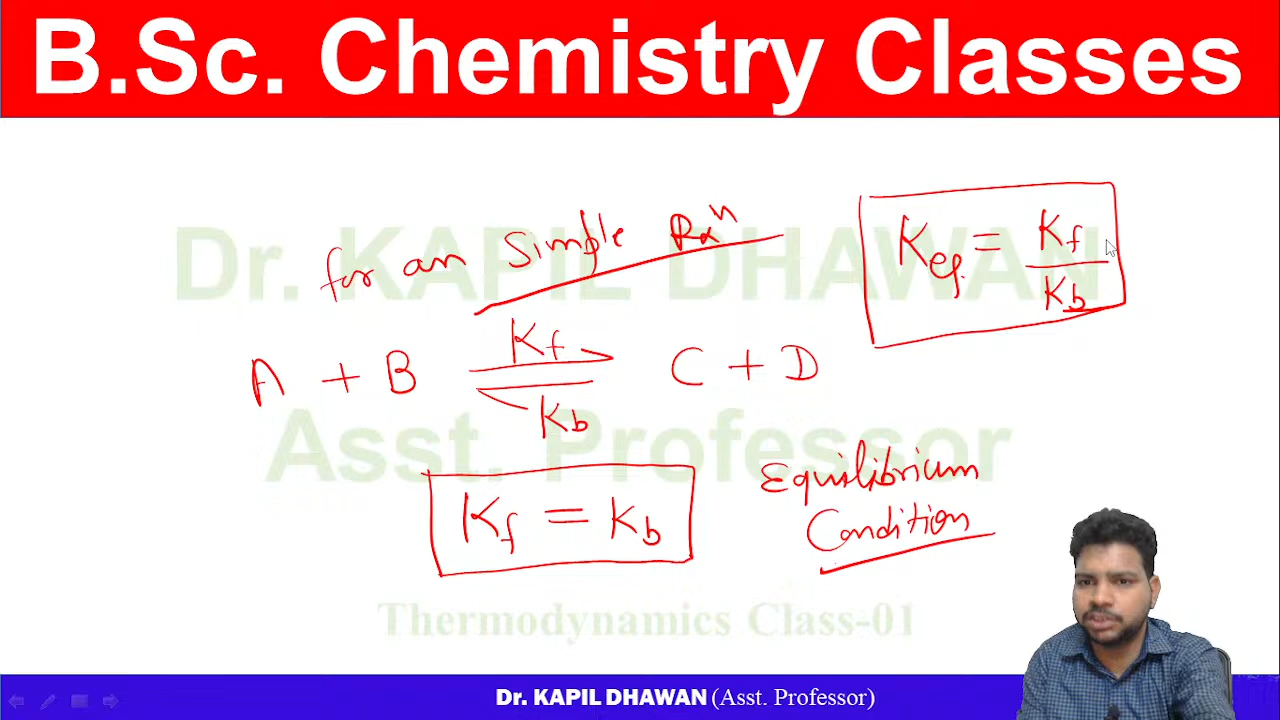 B.Sc. Chemistry Classes
Dr. KAPIL DHAWAN
Asst. Professor
for an Simple Rxⁿ
Keq. = Kf / Kb
A + B ⇌ C + D
Kf
Kb
Kf = Kb
Equilibrium
Condition
Thermodynamics Class-01
Dr. KAPIL DHAWAN (Asst. Professor)